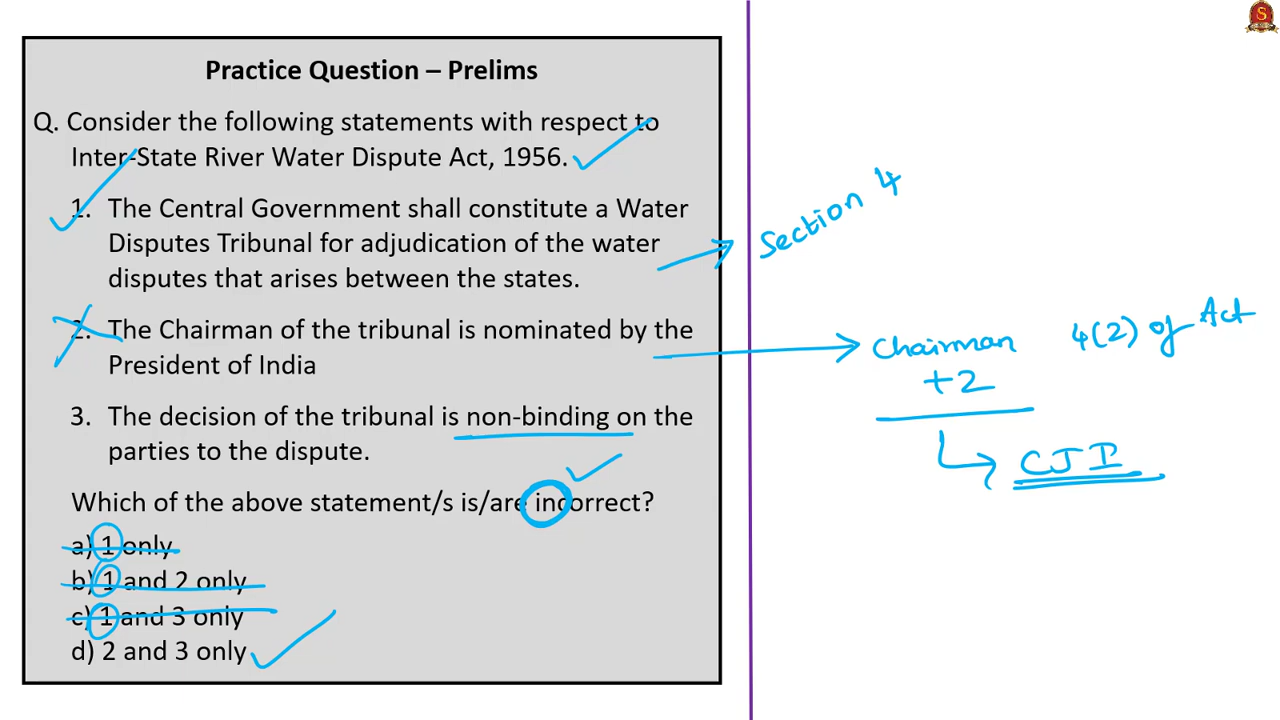 Practice Question – Prelims
Q. Consider the following statements with respect to
Inter-State River Water Dispute Act, 1956.
1. The Central Government shall constitute a Water
Disputes Tribunal for adjudication of the water
disputes that arises between the states.
2. The Chairman of the tribunal is nominated by the
President of India
3. The decision of the tribunal is non-binding on the
parties to the dispute.
Which of the above statement/s is/are incorrect?
a) 1 only
b) 1 and 2 only
c) 1 and 3 only
d) 2 and 3 only
Section 4
Chairman 4(2) of Act
+2
CJI
S